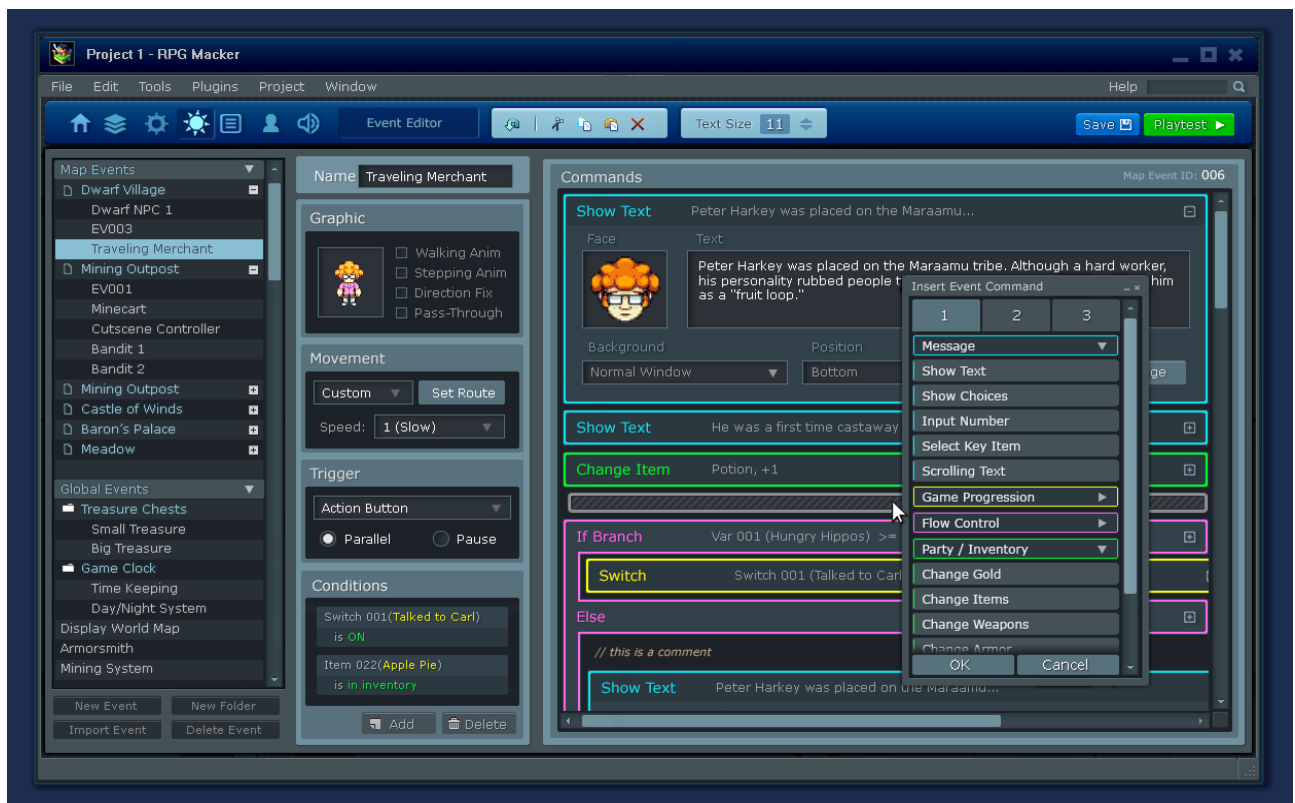 Project 1 - RPG Macker
File Edit Tools Plugins Project Window Help
Event Editor
Text Size 11
Save Playtest
Map Events
Dwarf Village
Dwarf NPC 1
EV003
Traveling Merchant
Mining Outpost
EV001
Minecart
Cutscene Controller
Bandit 1
Bandit 2
Mining Outpost
Castle of Winds
Baron's Palace
Meadow
Global Events
Treasure Chests
Small Treasure
Big Treasure
Game Clock
Time Keeping
Day/Night System
Display World Map
Armorsmith
Mining System
New Event New Folder
Import Event Delete Event
Name Traveling Merchant
Graphic
Walking Anim
Stepping Anim
Direction Fix
Pass-Through
Movement
Custom Set Route
Speed: 1 (Slow)
Trigger
Action Button
Parallel Pause
Conditions
Switch 001(Talked to Carl)
is ON
Item 022(Apple Pie)
is in inventory
Add Delete
Commands Map Event ID: 006
Show Text Peter Harkey was placed on the Maraamu...
Face Text
Peter Harkey was placed on the Maraamu tribe. Although a hard worker,
his personality rubbed people him
as a "fruit loop."
Background Position
Normal Window Bottom
Show Text He was a first time castaway
Change Item Potion, +1
If Branch Var 001 (Hungry Hippos) >=
Switch Switch 001 (Talked to Carl
Else
// this is a comment
Show Text Peter Harkey was placed on the Maraamu...
Insert Event Command
1 2 3
Message
Show Text
Show Choices
Input Number
Select Key Item
Scrolling Text
Game Progression
Flow Control
Party / Inventory
Change Gold
Change Items
Change Weapons
Change Armor
OK Cancel